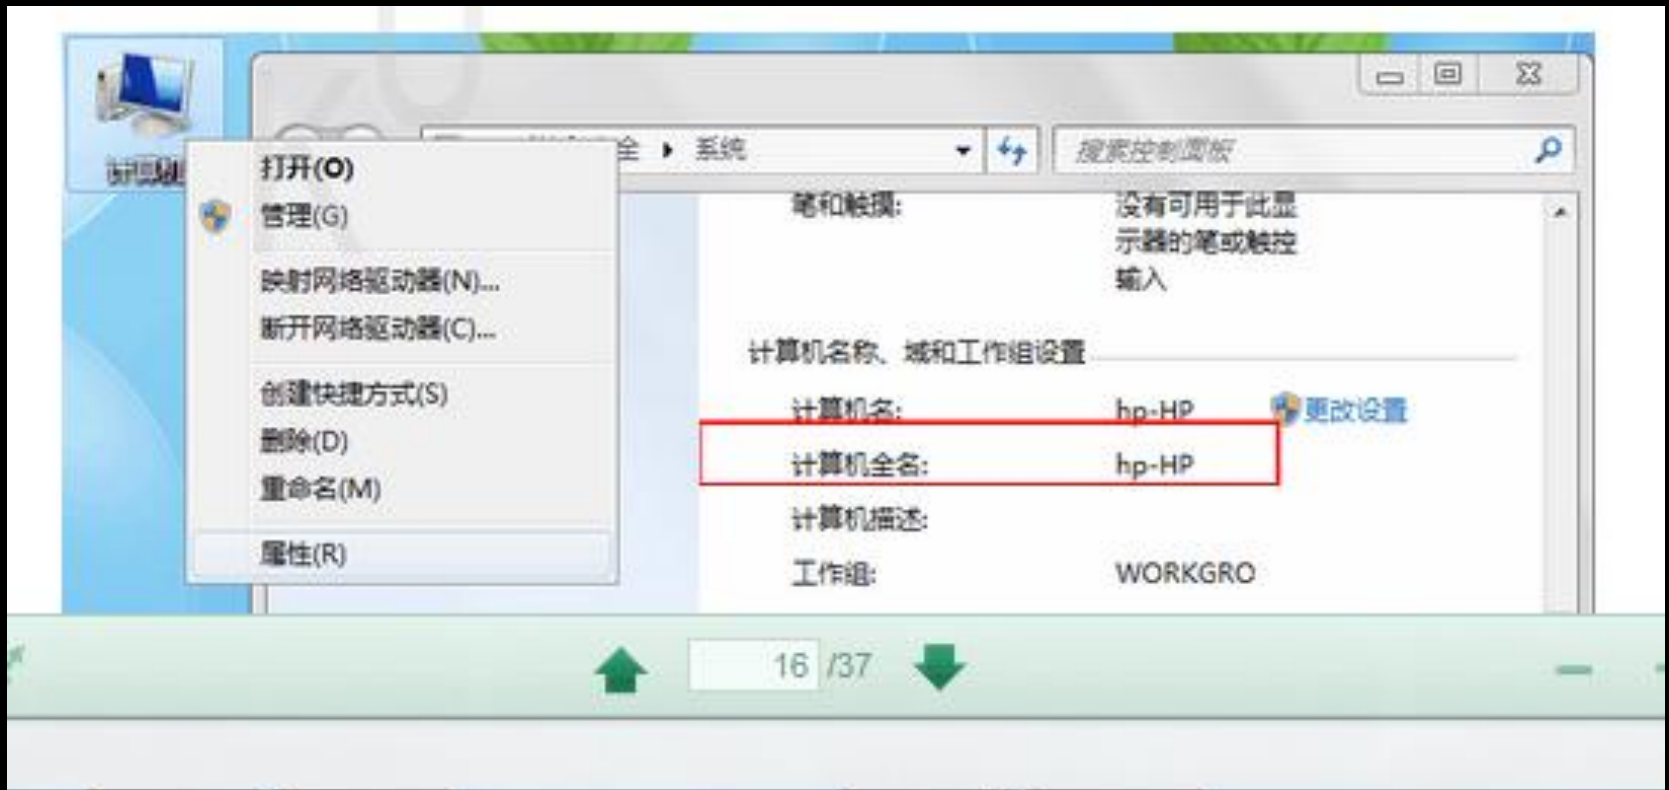 计算机
打开(O)
管理(G)
映射网络驱动器(N)...
断开网络驱动器(C)...
创建快捷方式(S)
删除(D)
重命名(M)
属性(R)
全 ▸ 系统
搜索控制面板
笔和触摸: 没有可用于此显
示器的笔或触控
输入
计算机名称、域和工作组设置
计算机名: hp-HP 更改设置
计算机全名: hp-HP
计算机描述:
工作组: WORKGRO
16 /37